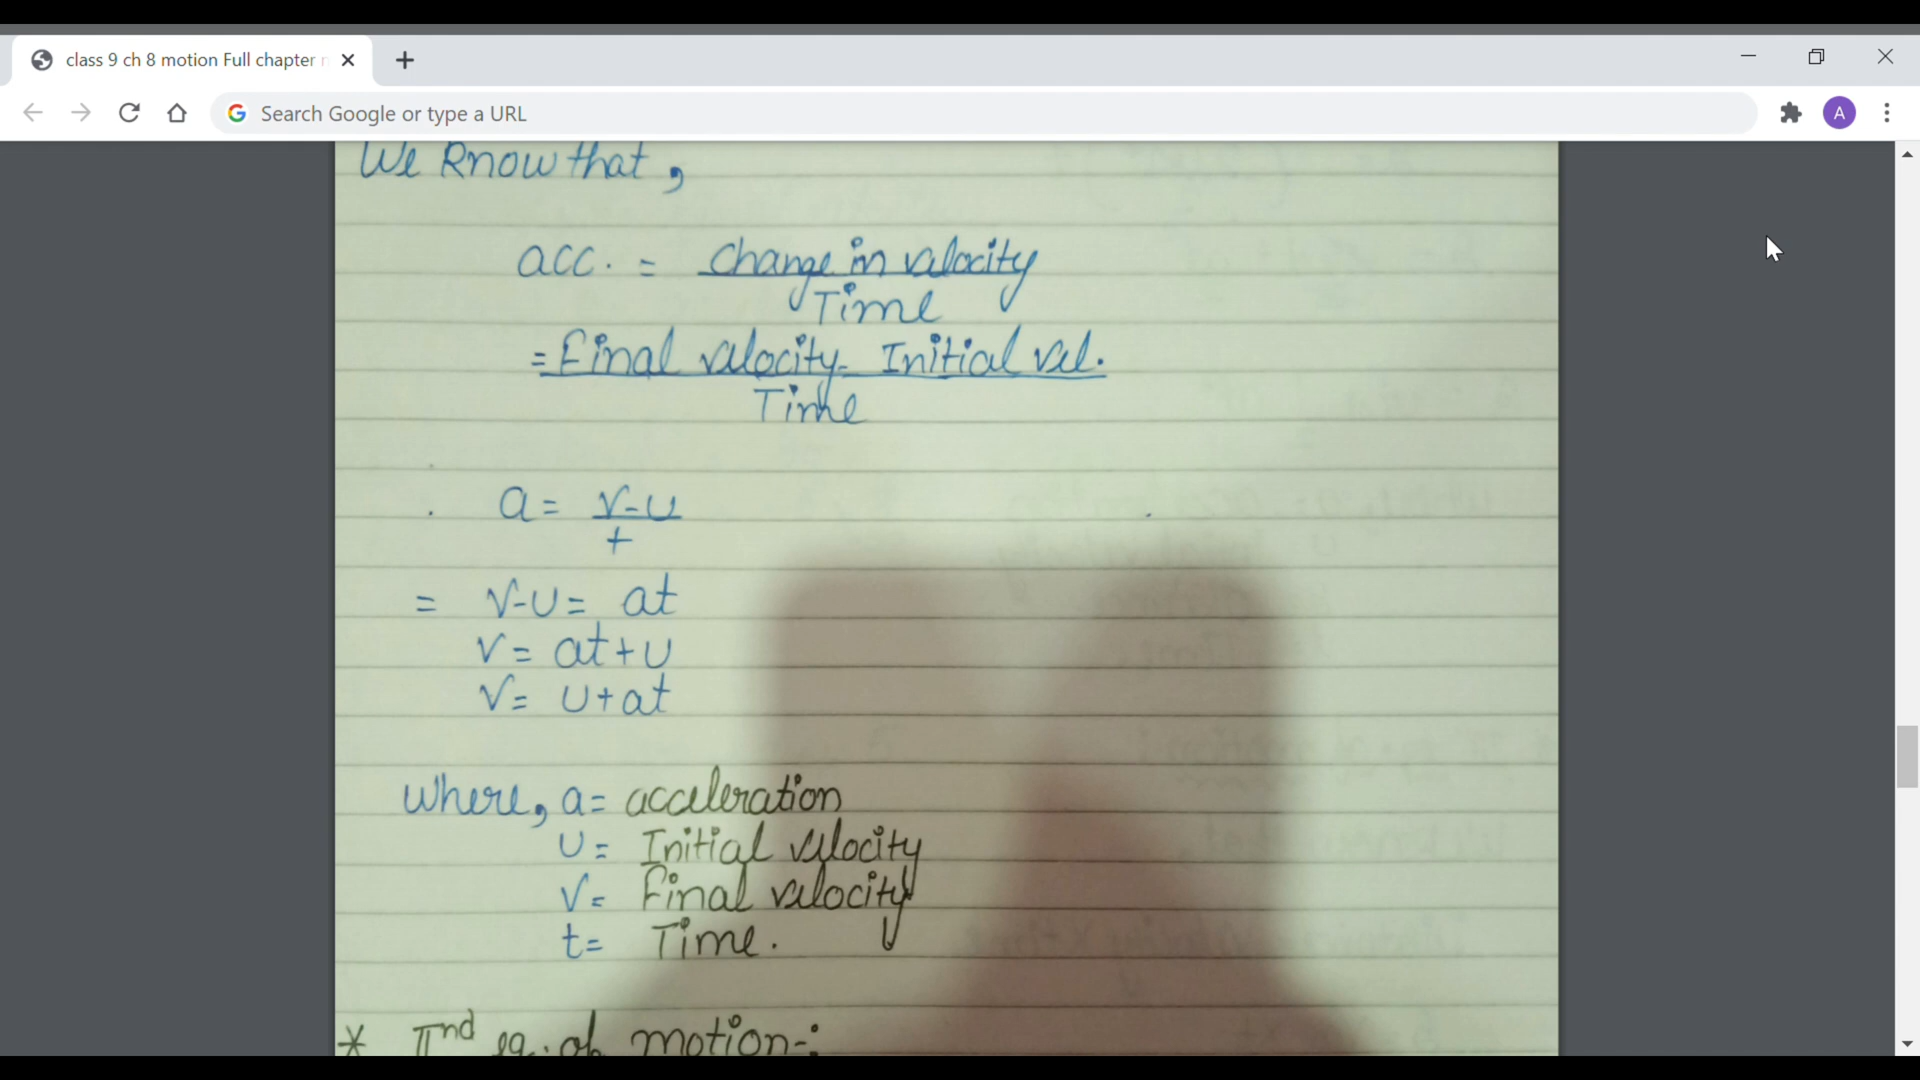 class 9 ch 8 motion Full chapter n
Search Google or type a URL
A
We Know that,
acc. = Change in velocity
Time
= Final velocity - Initial vel.
Time
a = v-u
t
= v-u = at
v = at+u
v = u+at
where, a = acceleration
u = Initial velocity
v = Final velocity
t = Time.
* IInd eq. of motion-: